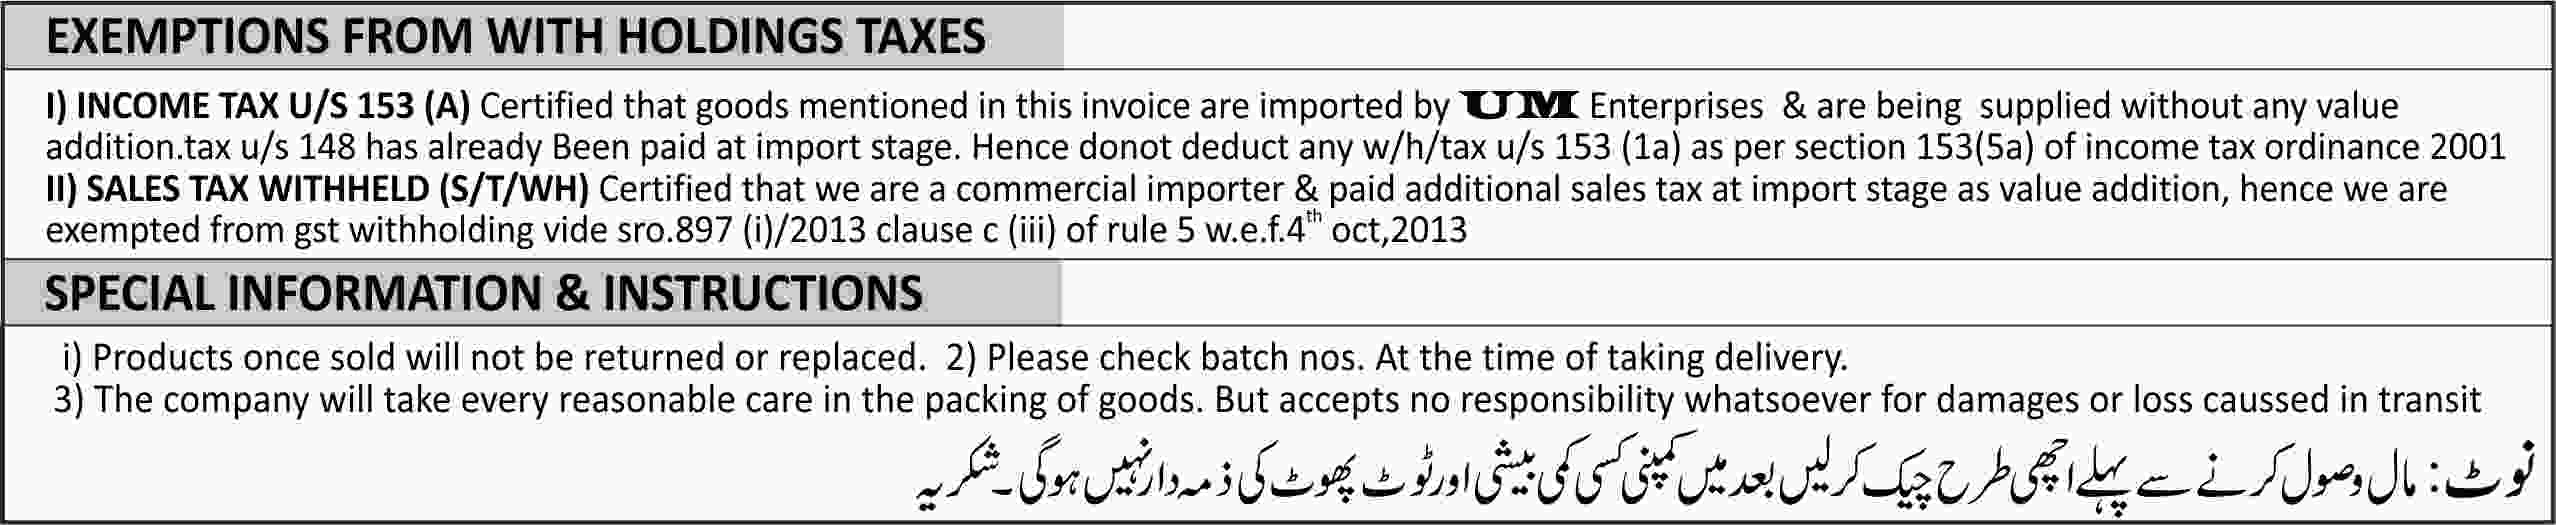 EXEMPTIONS FROM WITH HOLDINGS TAXES
I) INCOME TAX U/S 153 (A) Certified that goods mentioned in this invoice are imported by UM Enterprises & are being supplied without any value
addition.tax u/s 148 has already Been paid at import stage. Hence donot deduct any w/h/tax u/s 153 (1a) as per section 153(5a) of income tax ordinance 2001
II) SALES TAX WITHHELD (S/T/WH) Certified that we are a commercial importer & paid additional sales tax at import stage as value addition, hence we are
exempted from gst withholding vide sro.897 (i)/2013 clause c (iii) of rule 5 w.e.f.4th oct,2013
SPECIAL INFORMATION & INSTRUCTIONS
i) Products once sold will not be returned or replaced. 2) Please check batch nos. At the time of taking delivery.
3) The company will take every reasonable care in the packing of goods. But accepts no responsibility whatsoever for damages or loss caussed in transit
نوٹ: مال وصول کرنے سے پہلے اچھی طرح چیک کرلیں بعد میں کمپنی کسی کمی بیشی اور ٹوٹ پھوٹ کی ذمہ دار نہیں ہوگی۔ شکریہ